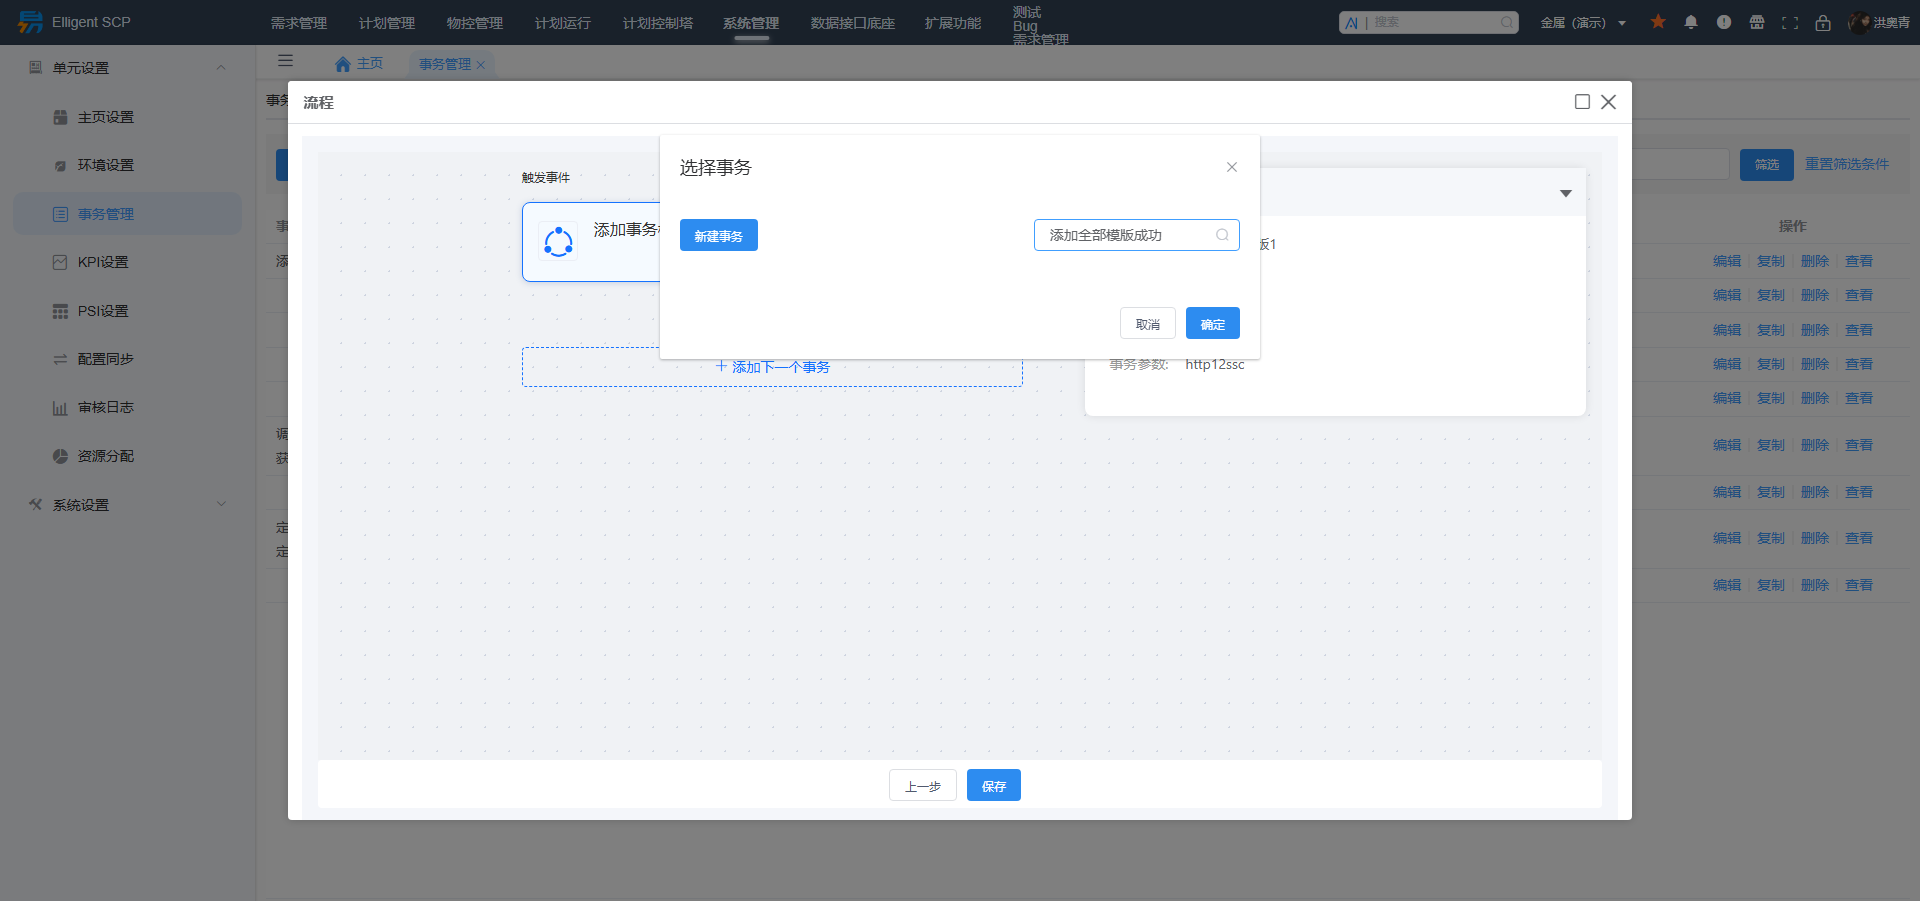 Elligent SCP
需求管理
计划管理
物控管理
计划运行
计划控制塔
系统管理
数据接口底座
扩展功能
测试
Bug
需求管理
AI | 搜索
金属（演示）
洪奥青
单元设置
主页设置
环境设置
事务管理
KPI设置
PSI设置
配置同步
审核日志
资源分配
系统设置
主页
事务管理
事务
流程
触发事件
添加事务
添加下一个事务
选择事务
新建事务
添加全部模版成功
取消
确定
版1
事务参数: http12ssc
上一步
保存
筛选
重置筛选条件
事
操作
添
编辑 复制 删除 查看
编辑 复制 删除 查看
编辑 复制 删除 查看
编辑 复制 删除 查看
编辑 复制 删除 查看
调
获
编辑 复制 删除 查看
编辑 复制 删除 查看
定
定
编辑 复制 删除 查看
编辑 复制 删除 查看